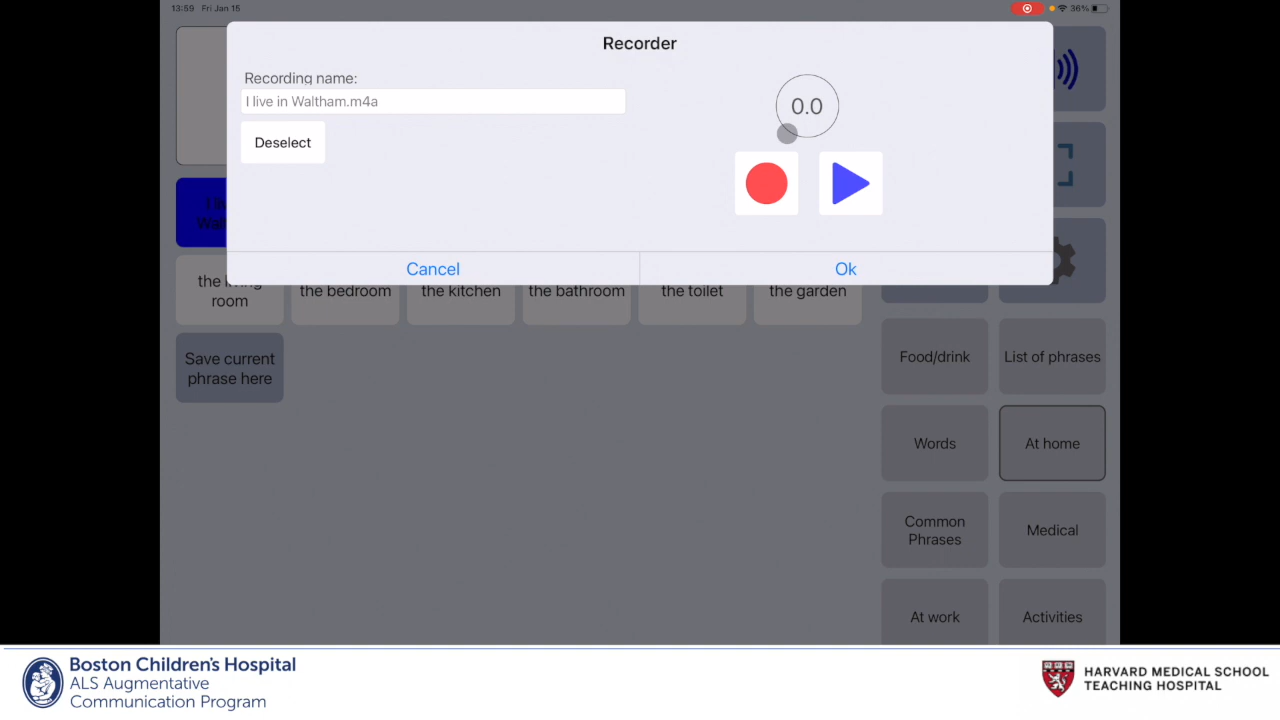 13:59 Fri Jan 15
36%
Recorder
Recording name:
I live in Waltham.m4a
0.0
Deselect
Cancel
Ok
the living
room
the bedroom
the kitchen
the bathroom
the toilet
the garden
Save current
phrase here
Food/drink
List of phrases
Words
At home
Common
Phrases
Medical
At work
Activities
Boston Children's Hospital
ALS Augmentative
Communication Program
HARVARD MEDICAL SCHOOL
TEACHING HOSPITAL